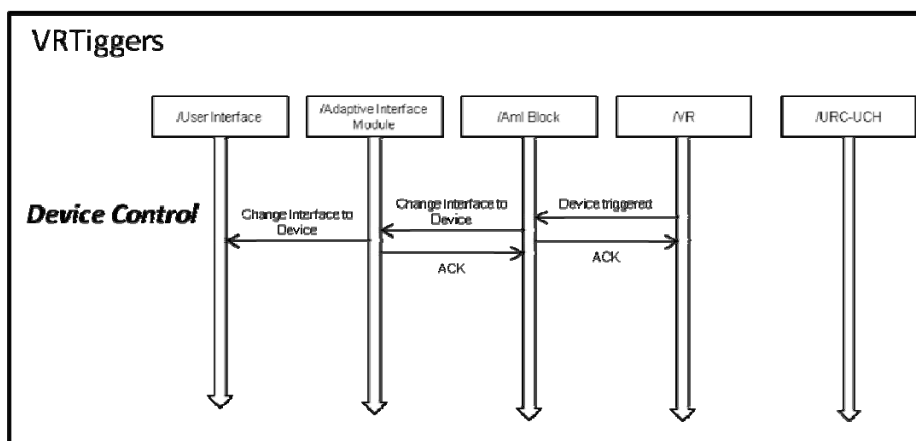 VRTiggers
/User Interface
/Adaptive Interface
Module
/AmI Block
/VR
/URC-UCH
Device Control
Change Interface to
Device
Change Interface to
Device
Device triggered
ACK
ACK